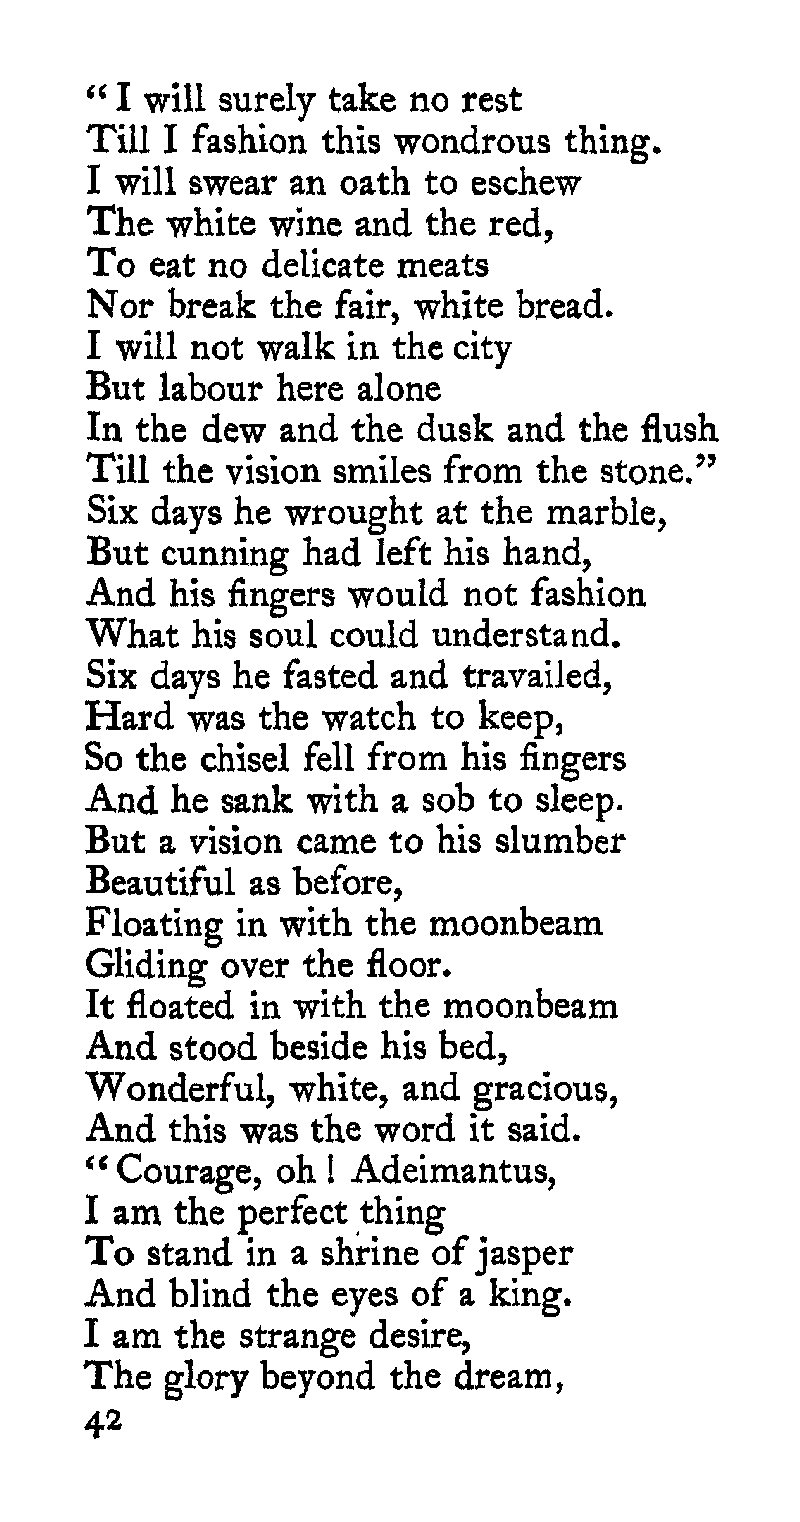 “ I will surely take no rest
Till I fashion this wondrous thing.
I will swear an oath to eschew
The white wine and the red,
To eat no delicate meats
Nor break the fair, white bread.
I will not walk in the city
But labour here alone
In the dew and the dusk and the flush
Till the vision smiles from the stone.”
Six days he wrought at the marble,
But cunning had left his hand,
And his fingers would not fashion
What his soul could understand.
Six days he fasted and travailed,
Hard was the watch to keep,
So the chisel fell from his fingers
And he sank with a sob to sleep.
But a vision came to his slumber
Beautiful as before,
Floating in with the moonbeam
Gliding over the floor.
It floated in with the moonbeam
And stood beside his bed,
Wonderful, white, and gracious,
And this was the word it said.
“ Courage, oh ! Adeimantus,
I am the perfect thing
To stand in a shrine of jasper
And blind the eyes of a king.
I am the strange desire,
The glory beyond the dream,
42